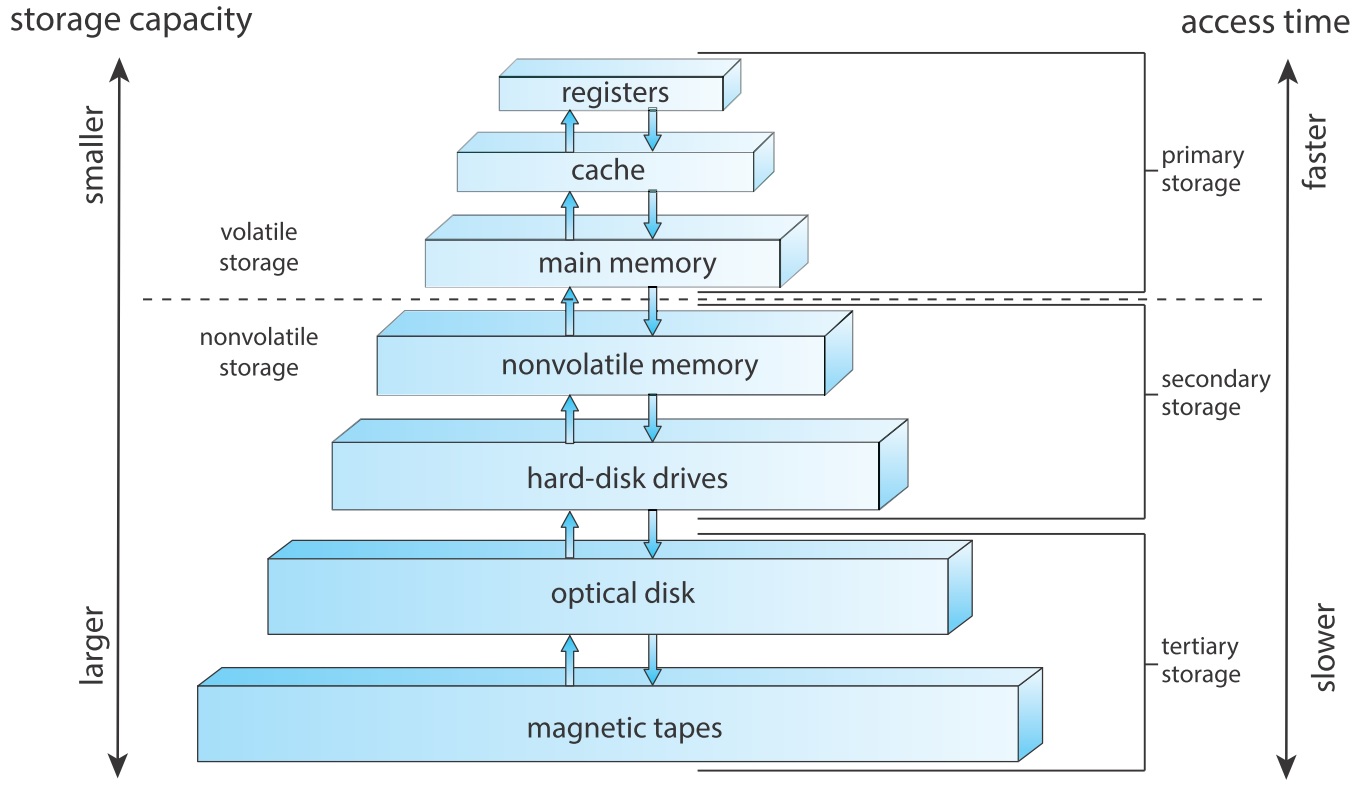 storage capacity
access time
smaller
registers
cache
primary
storage
faster
volatile
storage
main memory
nonvolatile
storage
nonvolatile memory
secondary
storage
hard-disk drives
larger
optical disk
tertiary
storage
slower
magnetic tapes